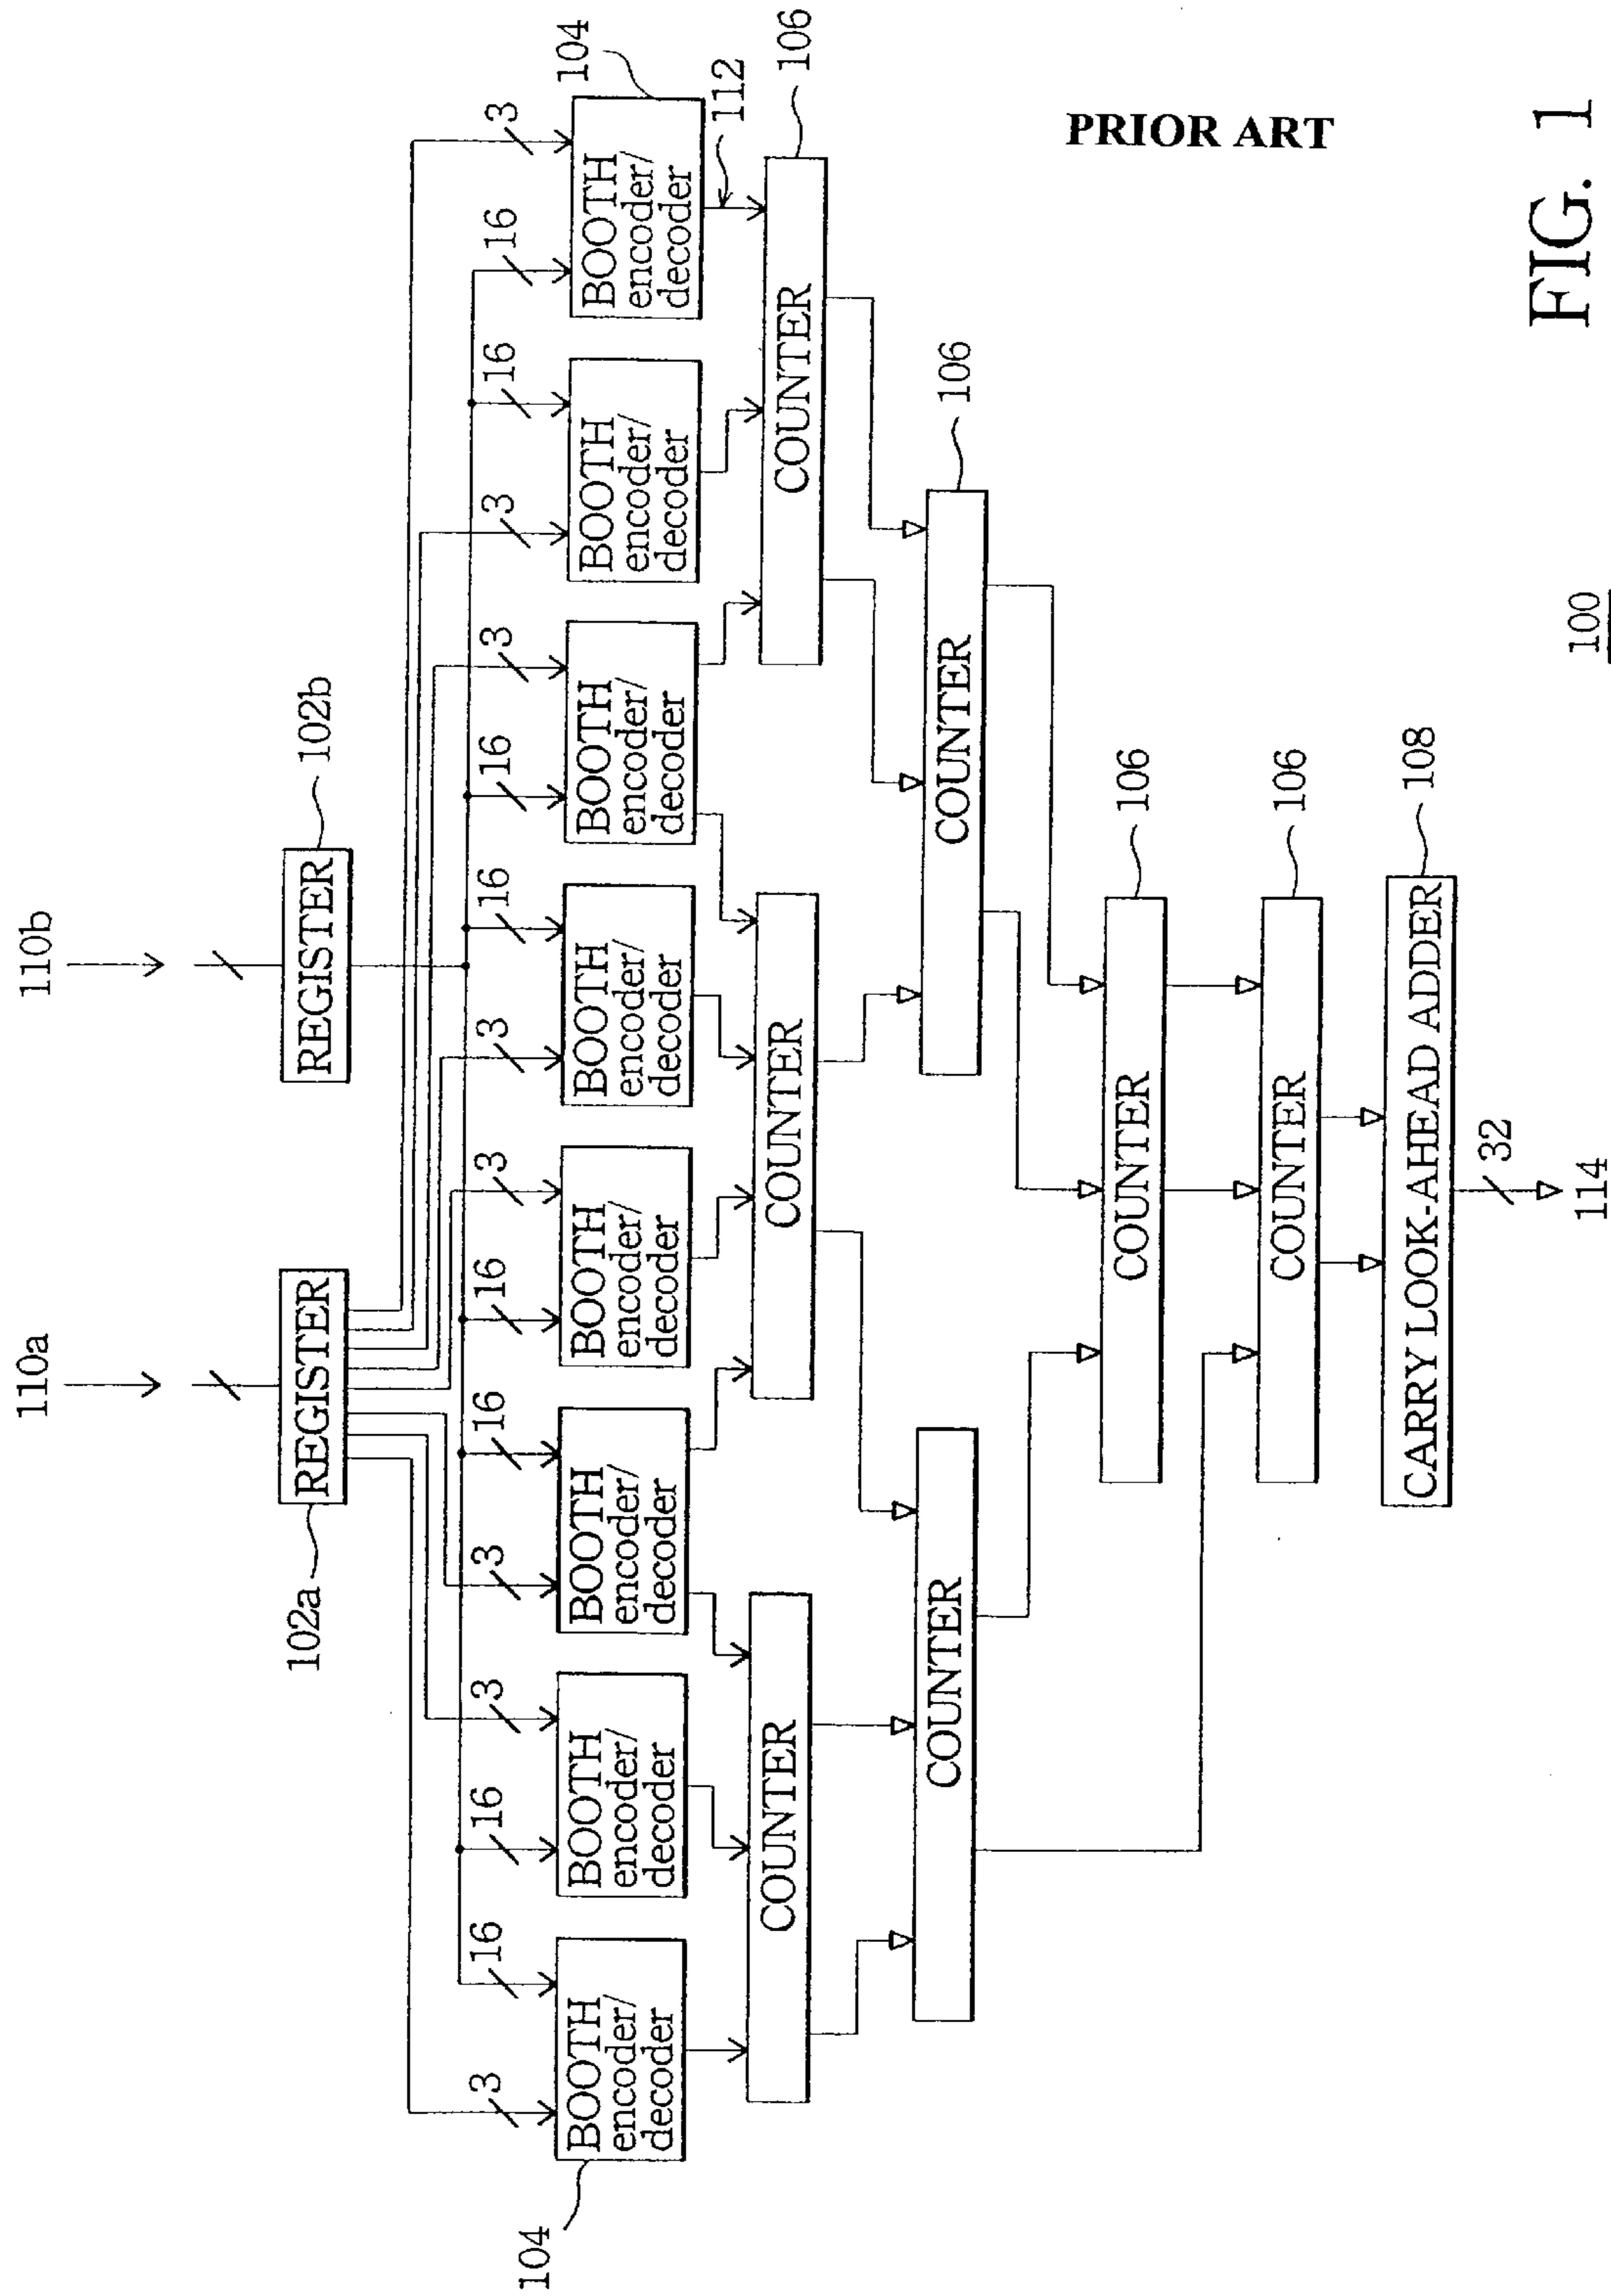 110a
110b
102a
REGISTER
REGISTER
102b
3
16
16
3
3
16
16
3
3
16
16
3
3
16
16
3
104
BOOTH
encoder/
decoder
BOOTH
encoder/
decoder
BOOTH
encoder/
decoder
BOOTH
encoder/
decoder
BOOTH
encoder/
decoder
BOOTH
encoder/
decoder
BOOTH
encoder/
decoder
BOOTH
encoder/
decoder
104
112
COUNTER
COUNTER
COUNTER
106
COUNTER
COUNTER
106
COUNTER
106
COUNTER
106
CARRY LOOK-AHEAD ADDER
108
32
114
PRIOR ART
100
FIG. 1